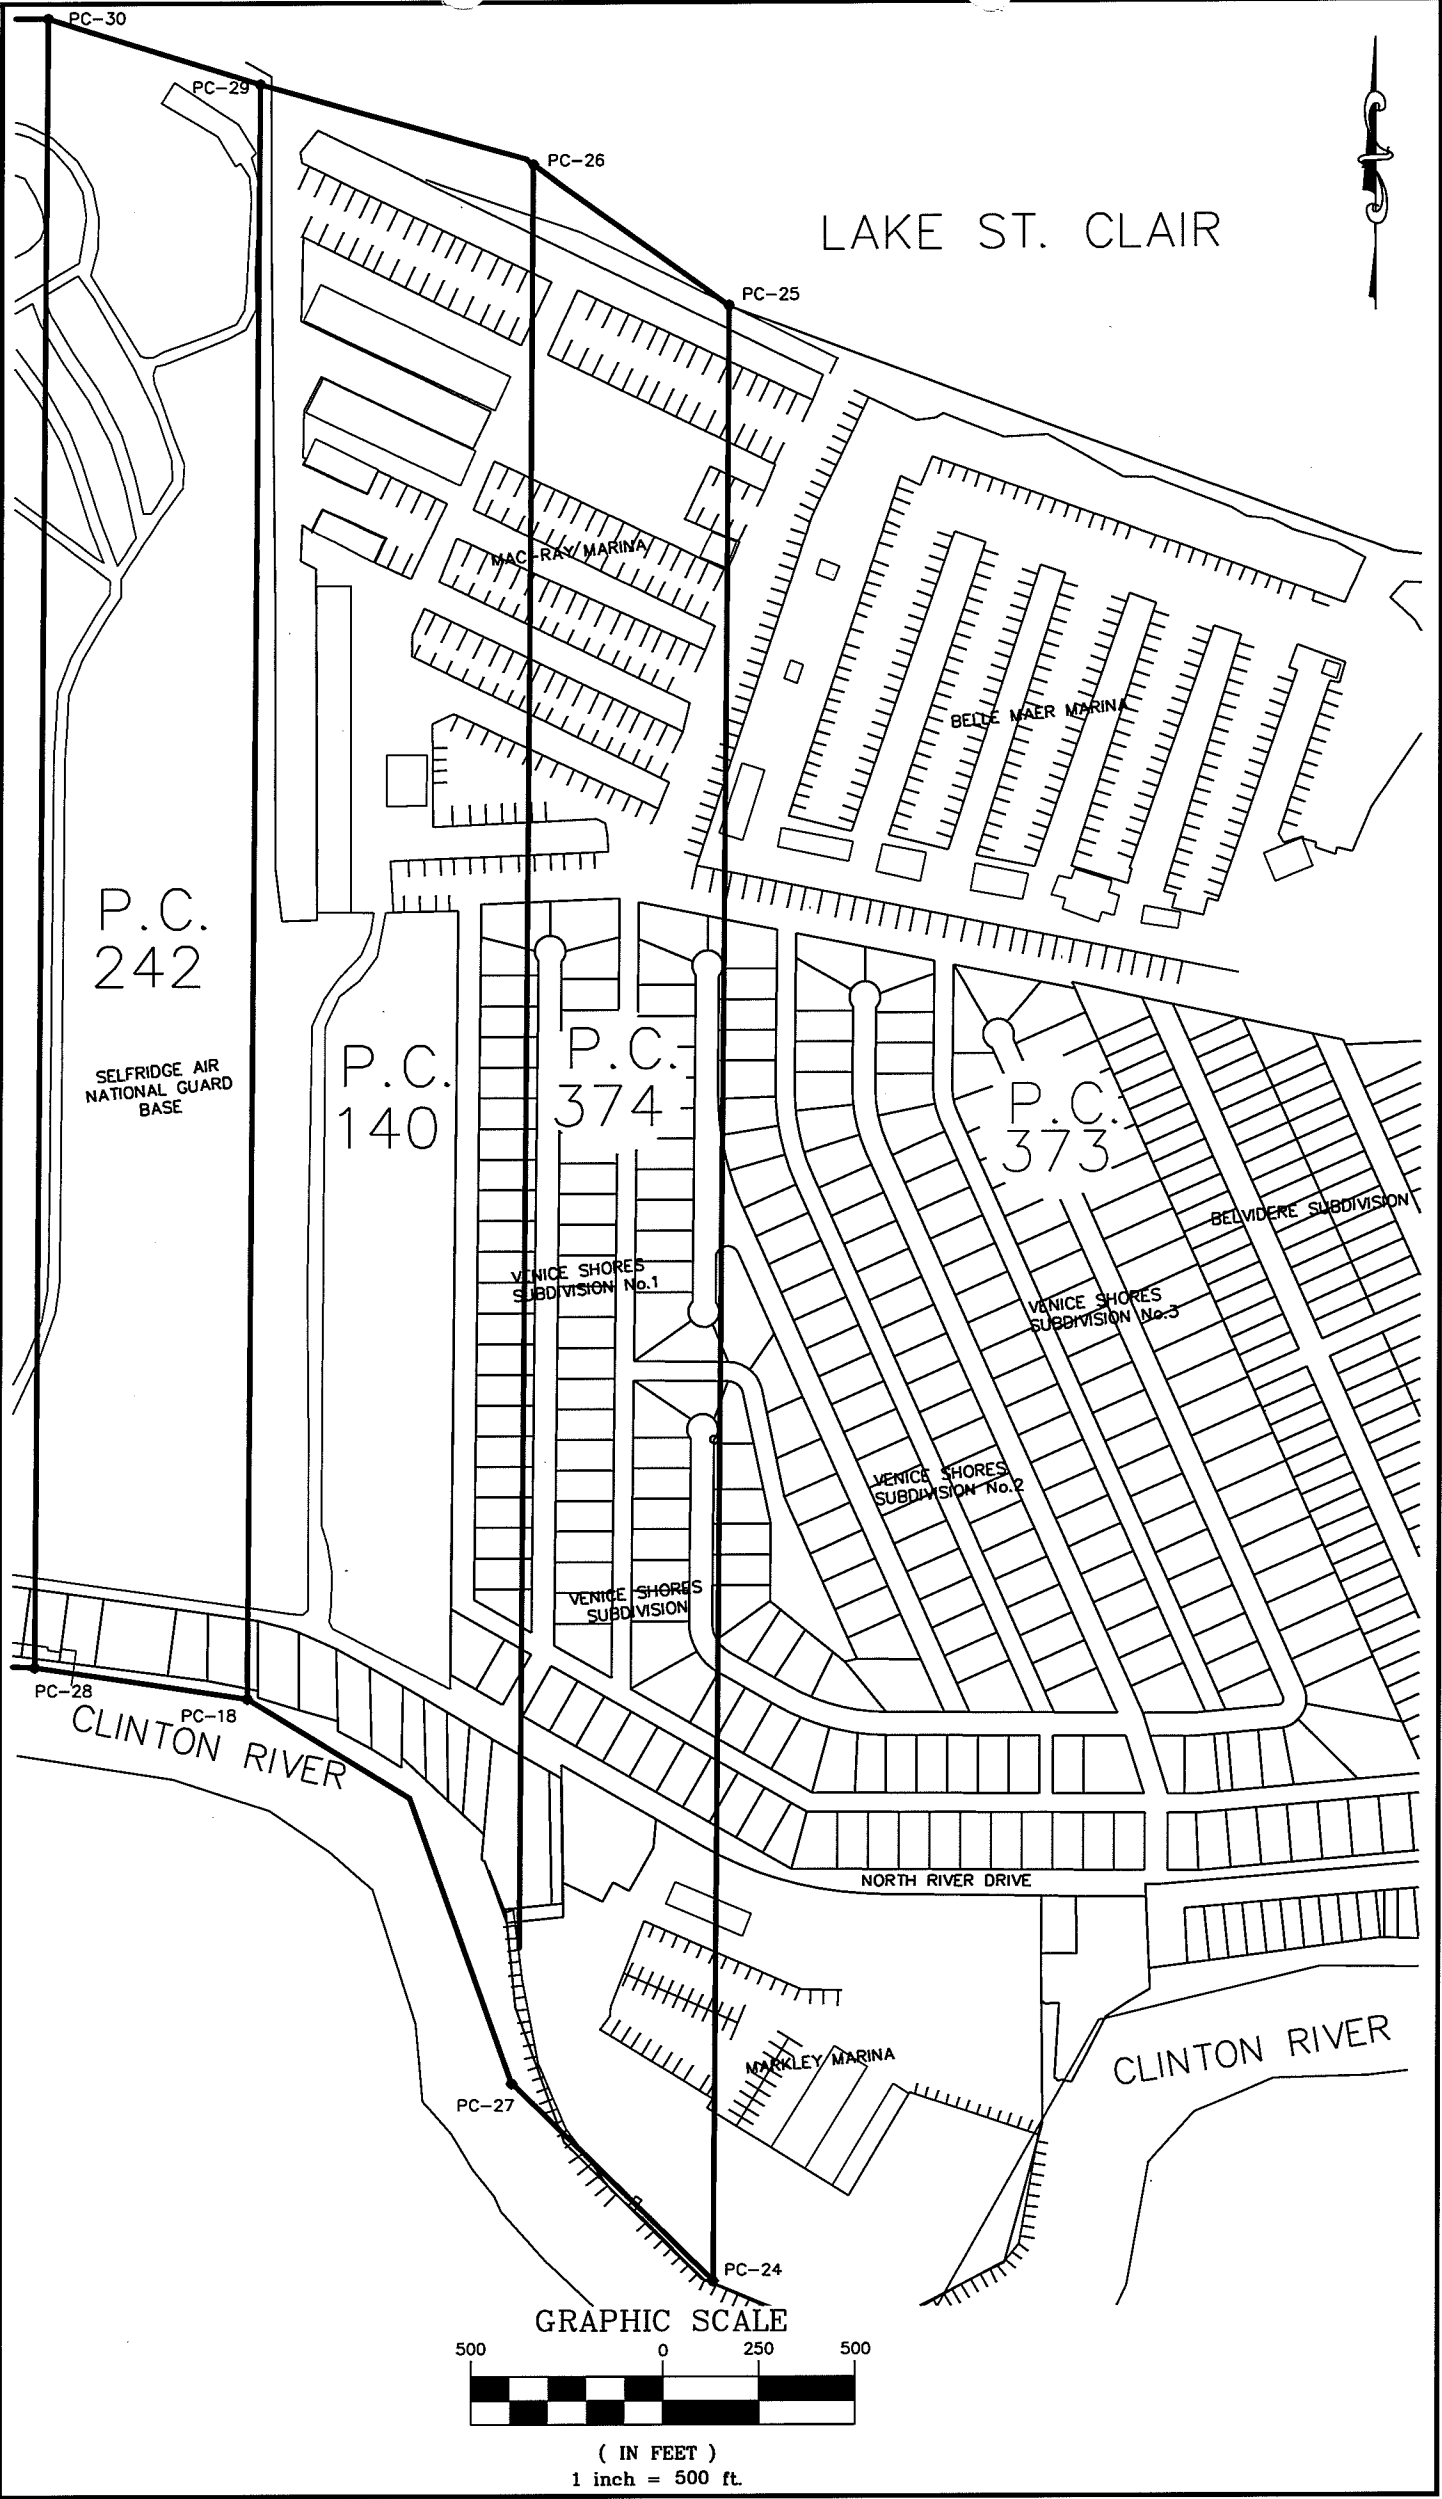 PC-30
PC-29
PC-26
LAKE ST. CLAIR
PC-25
MAC-RAY MARINA
BELLE MAER MARINA
P.C.
242
SELFRIDGE AIR
NATIONAL GUARD
BASE
P.C.
140
P.C.
374
P.C.
373
BELVIDERE SUBDIVISION
VENICE SHORES
SUBDIVISION No.1
VENICE SHORES
SUBDIVISION No.3
VENICE SHORES
SUBDIVISION No.2
VENICE SHORES
SUBDIVISION
PC-28
PC-18
CLINTON RIVER
NORTH RIVER DRIVE
MARKLEY MARINA
CLINTON RIVER
PC-27
PC-24
GRAPHIC SCALE
500 0 250 500
( IN FEET )
1 inch = 500 ft.